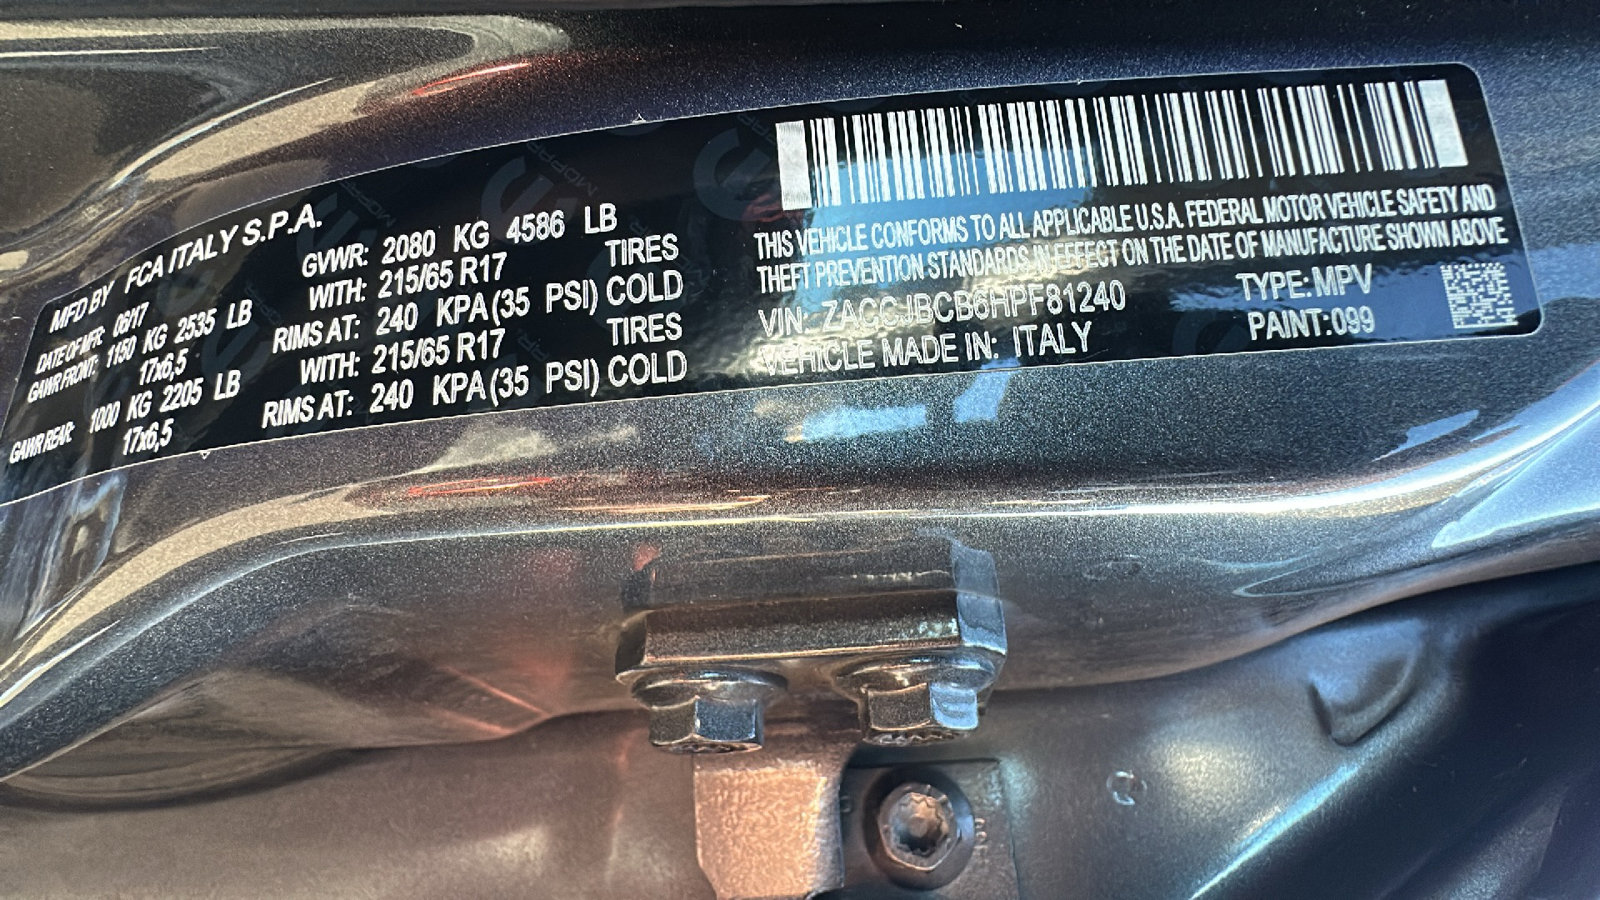 MFD BY FCA ITALY S.P.A.
DATE OF MFR: 06/17 GVWR: 2080 KG 4586 LB
GAWR FRONT: 1150 KG 2535 LB WITH: 215/65 R17 TIRES
17x6,5 RIMS AT: 240 KPA(35 PSI) COLD
GAWR REAR: 1000 KG 2205 LB WITH: 215/65 R17 TIRES
17x6,5 RIMS AT: 240 KPA(35 PSI) COLD
THIS VEHICLE CONFORMS TO ALL APPLICABLE U.S.A. FEDERAL MOTOR VEHICLE SAFETY AND
THEFT PREVENTION STANDARDS IN EFFECT ON THE DATE OF MANUFACTURE SHOWN ABOVE
VIN: ZACCJBCB6HPF81240 TYPE: MPV
VEHICLE MADE IN: ITALY PAINT: 099
MOPAR
MOPAR
MOPAR